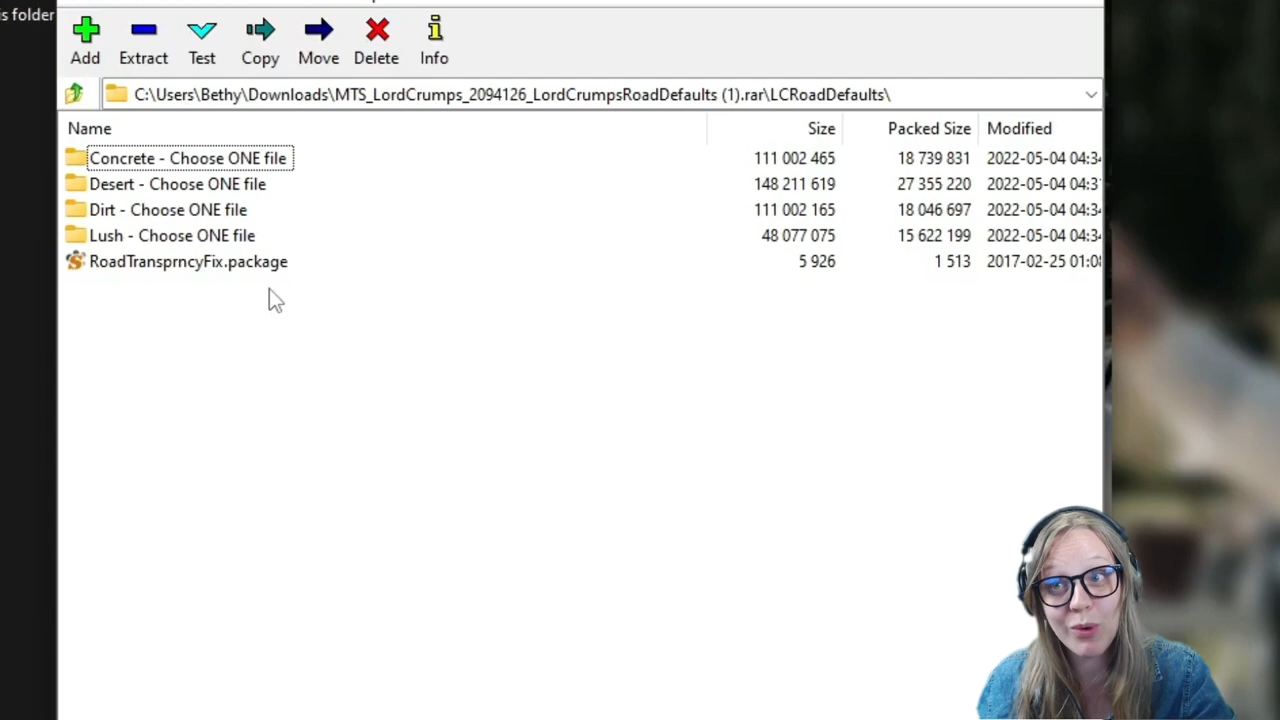 is folder
Add Extract Test Copy Move Delete Info
C:\Users\Bethy\Downloads\MTS_LordCrumps_2094126_LordCrumpsRoadDefaults (1).rar\LCRoadDefaults\
Name Size Packed Size Modified
Concrete - Choose ONE file 111 002 465 18 739 831 2022-05-04 04:34
Desert - Choose ONE file 148 211 619 27 355 220 2022-05-04 04:3
Dirt - Choose ONE file 111 002 165 18 046 697 2022-05-04 04:34
Lush - Choose ONE file 48 077 075 15 622 199 2022-05-04 04:34
RoadTransprncyFix.package 5 926 1 513 2017-02-25 01:0